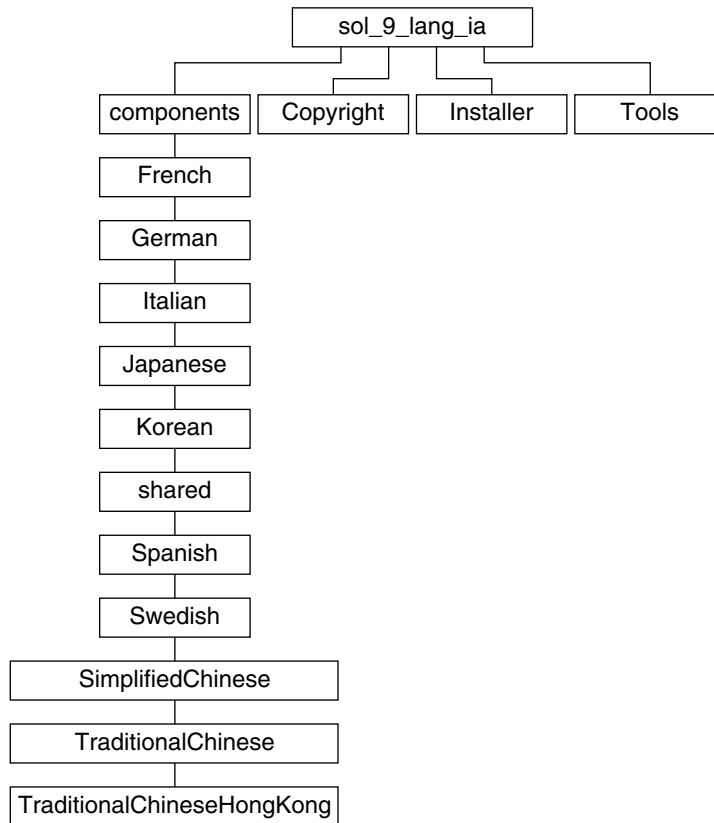 sol_9_lang_ia
components
Copyright
Installer
Tools
French
German
Italian
Japanese
Korean
shared
Spanish
Swedish
SimplifiedChinese
TraditionalChinese
TraditionalChineseHongKong